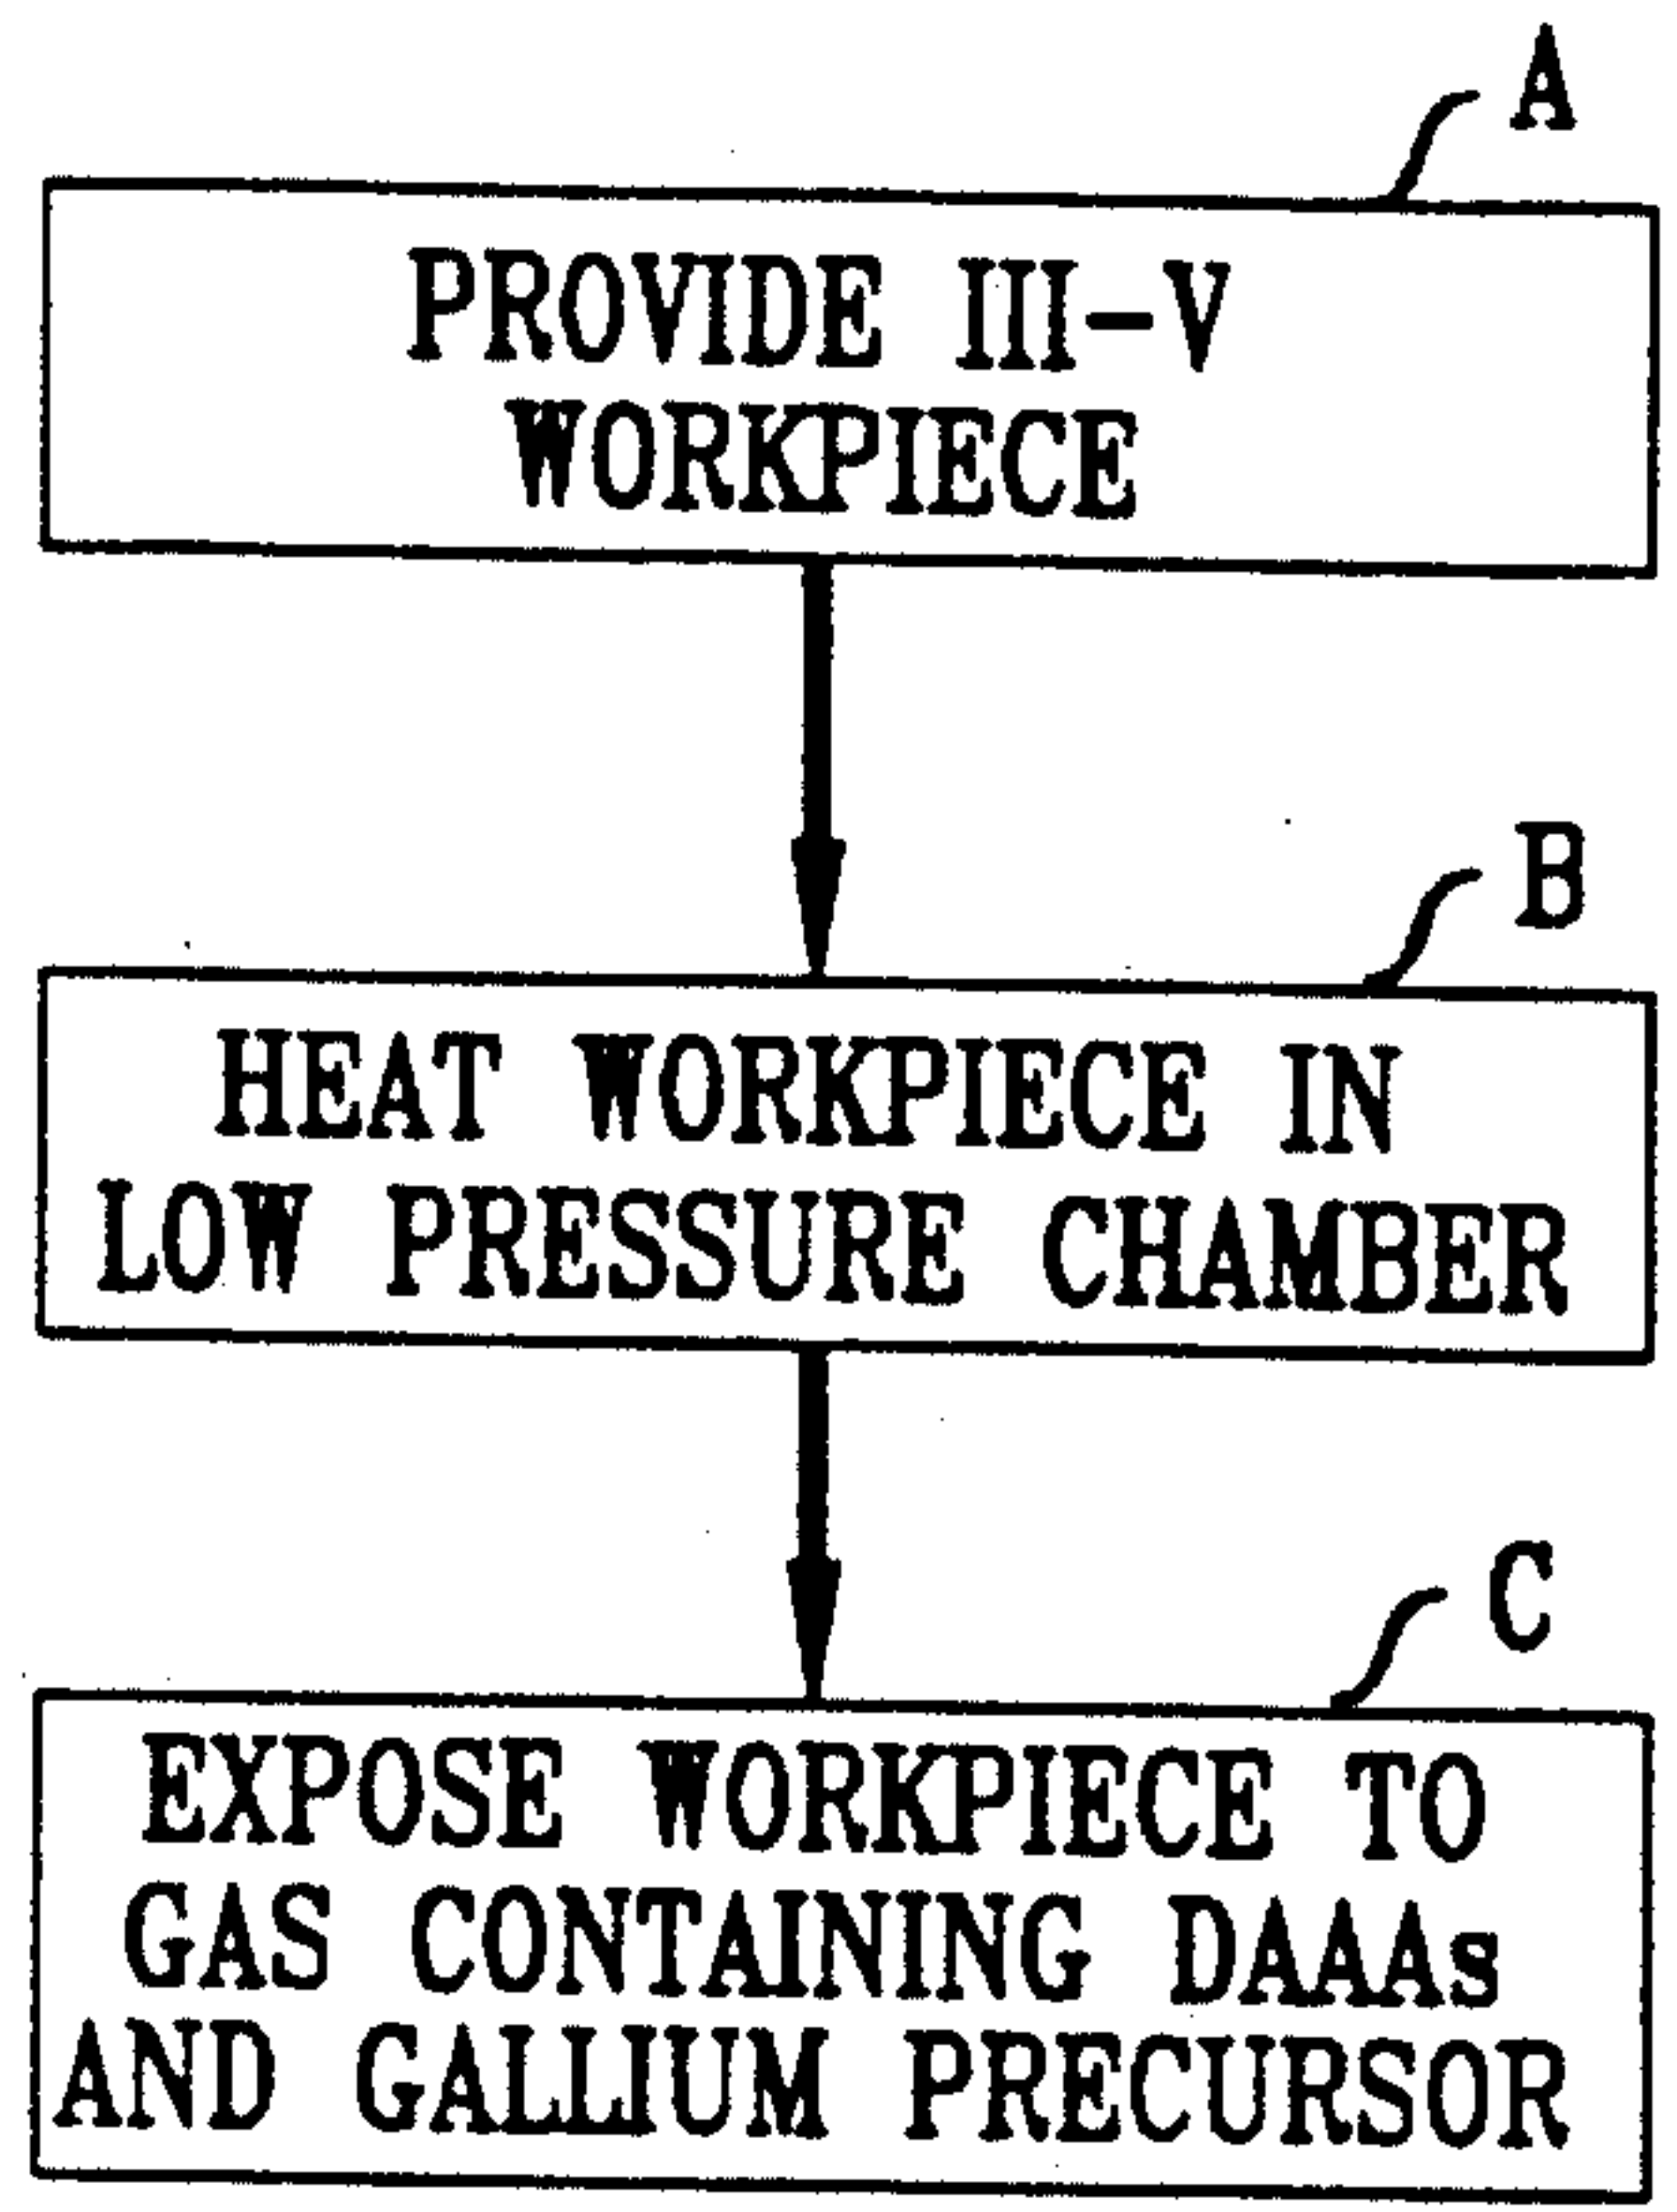 A
PROVIDE III-V
WORKPIECE
B
HEAT WORKPIECE IN
LOW PRESSURE CHAMBER
C
EXPOSE WORKPIECE TO
GAS CONTAINING DAAAs
AND GALLIUM PRECURSOR